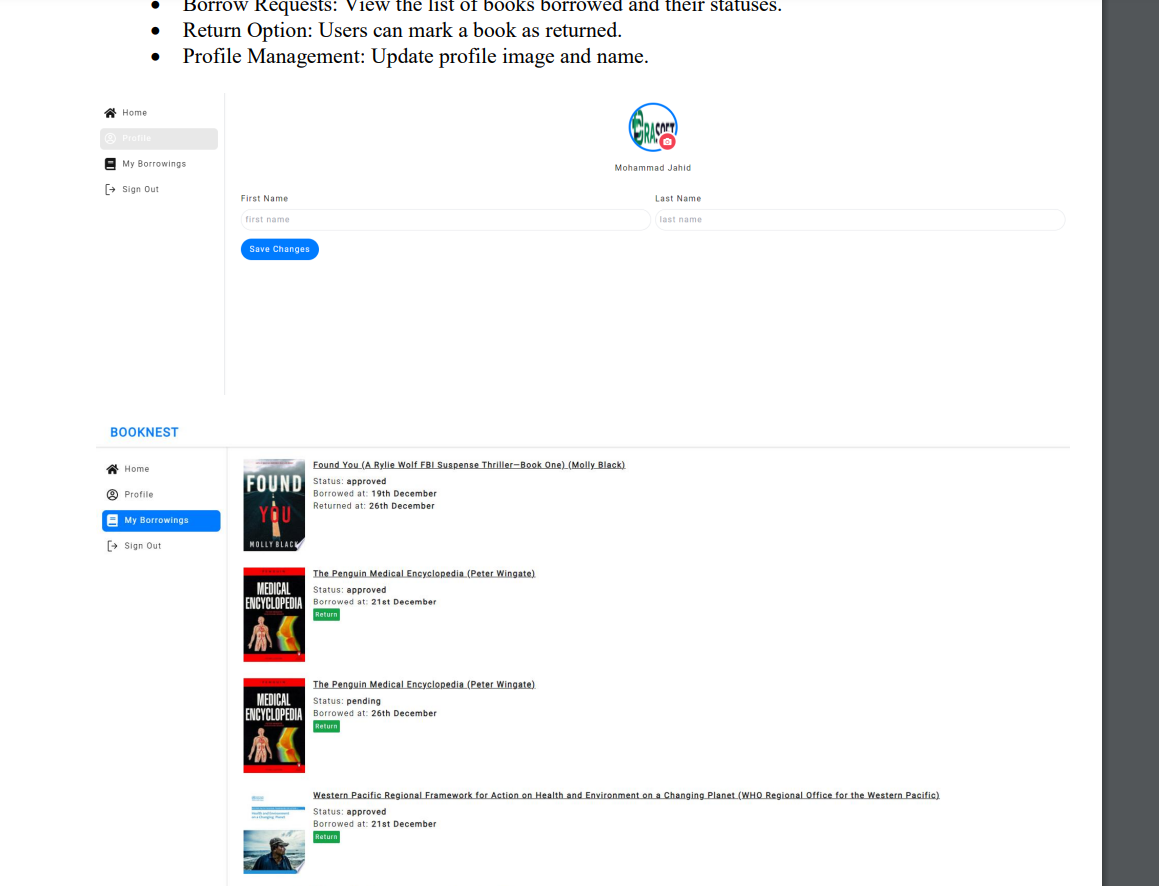 Borrow Requests: View the list of books borrowed and their statuses.
Return Option: Users can mark a book as returned.
Profile Management: Update profile image and name.
Home
Profile
My Borrowings
Sign Out
Mohammad Jahid
First Name
Last Name
first name
last name
Save Changes
BOOKNEST
Home
Profile
My Borrowings
Sign Out
FOUND
YOU
MOLLY BLACK
Found You (A Rylie Wolf FBI Suspense Thriller—Book One) (Molly Black)
Status: approved
Borrowed at: 19th December
Returned at: 26th December
MEDICAL
ENCYCLOPEDIA
The Penguin Medical Encyclopedia (Peter Wingate)
Status: approved
Borrowed at: 21st December
Return
MEDICAL
ENCYCLOPEDIA
The Penguin Medical Encyclopedia (Peter Wingate)
Status: pending
Borrowed at: 26th December
Return
Western Pacific Regional Framework for Action on Health and Environment on a Changing Planet (WHO Regional Office for the Western Pacific)
Status: approved
Borrowed at: 21st December
Return